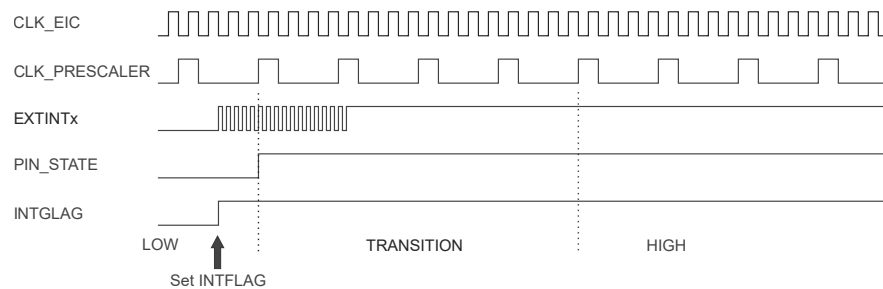 CLK_EIC
CLK_PRESCALER
EXTINTx
PIN_STATE
INTGLAG
LOW TRANSITION HIGH
Set INTFLAG